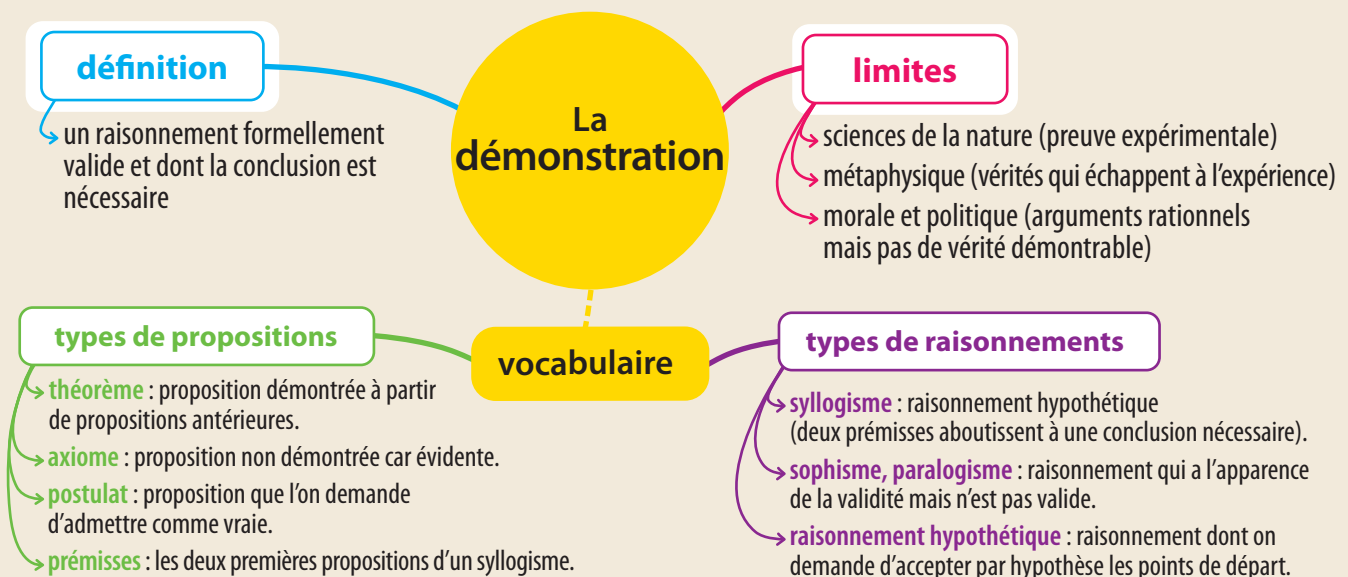 La
démonstration
définition
un raisonnement formellement
valide et dont la conclusion est
nécessaire
limites
sciences de la nature (preuve expérimentale)
métaphysique (vérités qui échappent à l'expérience)
morale et politique (arguments rationnels
mais pas de vérité démontrable)
vocabulaire
types de propositions
théorème : proposition démontrée à partir
de propositions antérieures.
axiome : proposition non démontrée car évidente.
postulat : proposition que l'on demande
d'admettre comme vraie.
prémisses : les deux premières propositions d'un syllogisme.
types de raisonnements
syllogisme : raisonnement hypothétique
(deux prémisses aboutissent à une conclusion nécessaire).
sophisme, paralogisme : raisonnement qui a l'apparence
de la validité mais n'est pas valide.
raisonnement hypothétique : raisonnement dont on
demande d'accepter par hypothèse les points de départ.